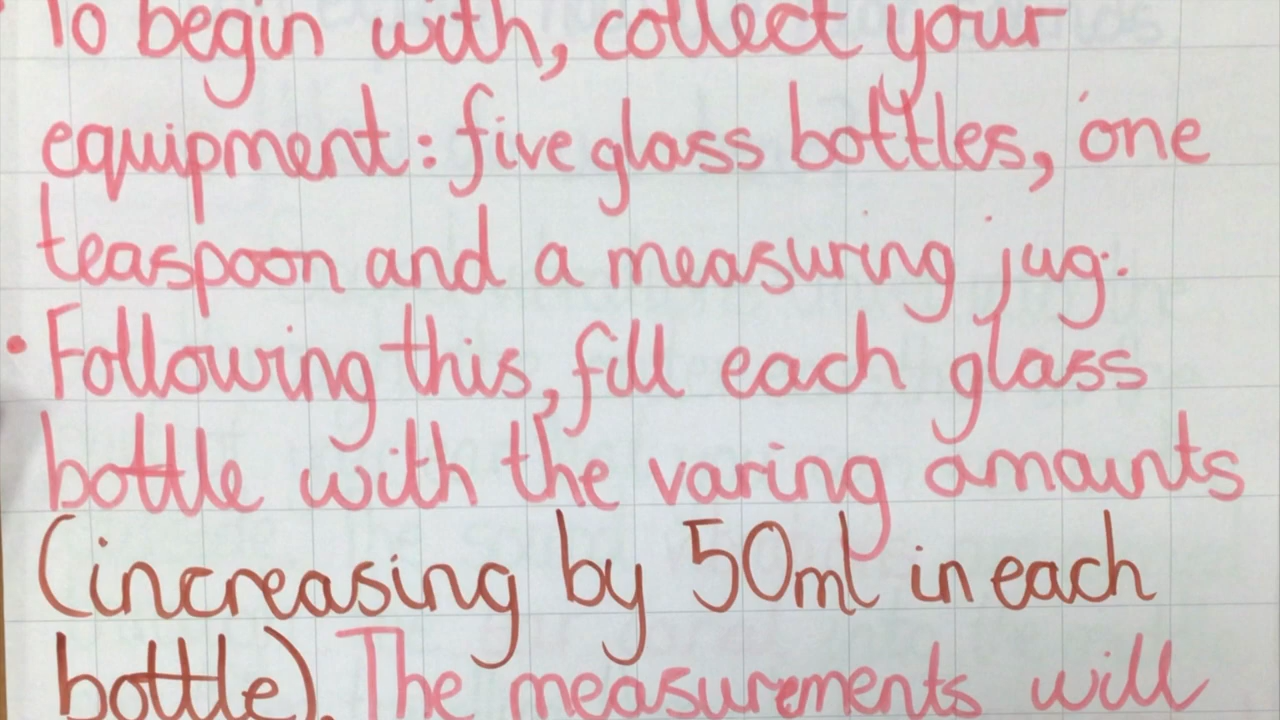 To begin with, collect your
equipment: five glass bottles, one
teaspoon and a measuring jug.
• Following this, fill each glass
bottle with the varing amounts
(increasing by 50ml in each
bottle). The measurements will